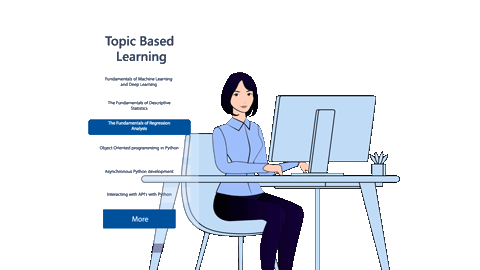 Topic Based
Learning
Fundamentals of Machine Learning
and Deep Learning
The Fundamentals of Descriptive
Statistics
The Fundamentals of Regression
Analysis
Object Oriented programming in Python
Asynchronous Python development
Interacting with API's with Python
More